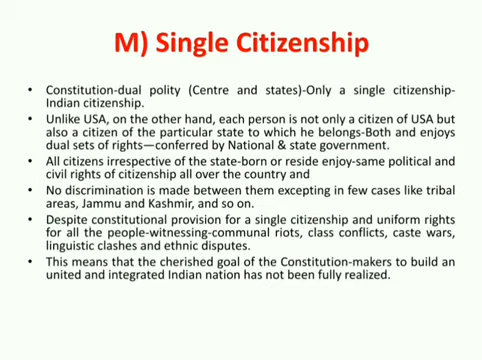 M) Single Citizenship
• Constitution-dual polity (Centre and states)-Only a single citizenship-
Indian citizenship.
• Unlike USA, on the other hand, each person is not only a citizen of USA but
also a citizen of the particular state to which he belongs-Both and enjoys
dual sets of rights—conferred by National & state government.
• All citizens irrespective of the state-born or reside enjoy-same political and
civil rights of citizenship all over the country and
• No discrimination is made between them excepting in few cases like tribal
areas, Jammu and Kashmir, and so on.
• Despite constitutional provision for a single citizenship and uniform rights
for all the people-witnessing-communal riots, class conflicts, caste wars,
linguistic clashes and ethnic disputes.
• This means that the cherished goal of the Constitution-makers to build an
united and integrated Indian nation has not been fully realized.